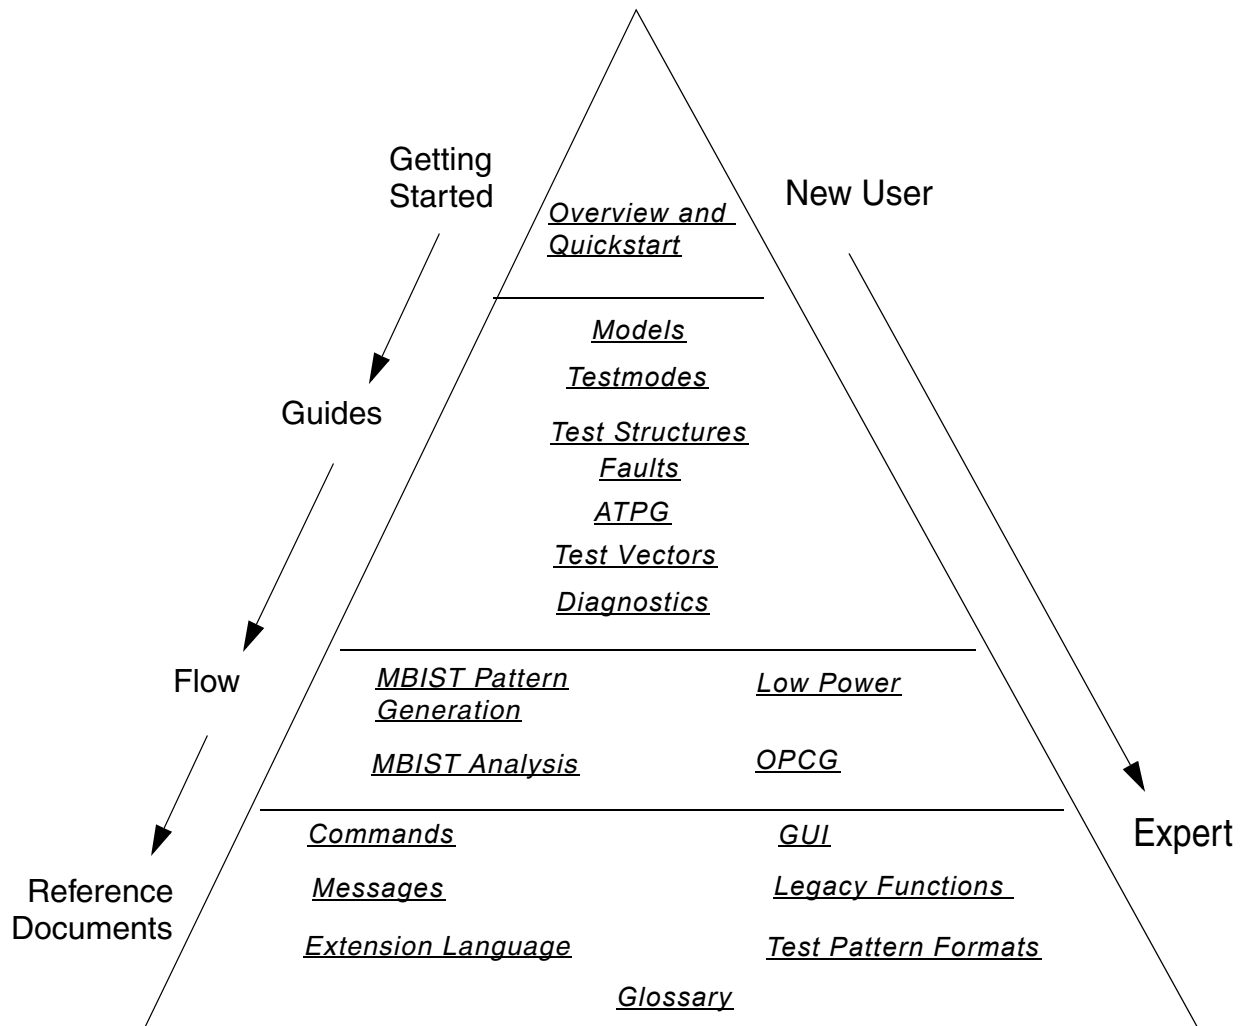 Getting
Started
New User
Overview and
Quickstart
Models
Testmodes
Guides
Test Structures
Faults
ATPG
Test Vectors
Diagnostics
Flow
MBIST Pattern
Generation
Low Power
MBIST Analysis
OPCG
Expert
Commands
GUI
Reference
Documents
Messages
Legacy Functions
Extension Language
Test Pattern Formats
Glossary